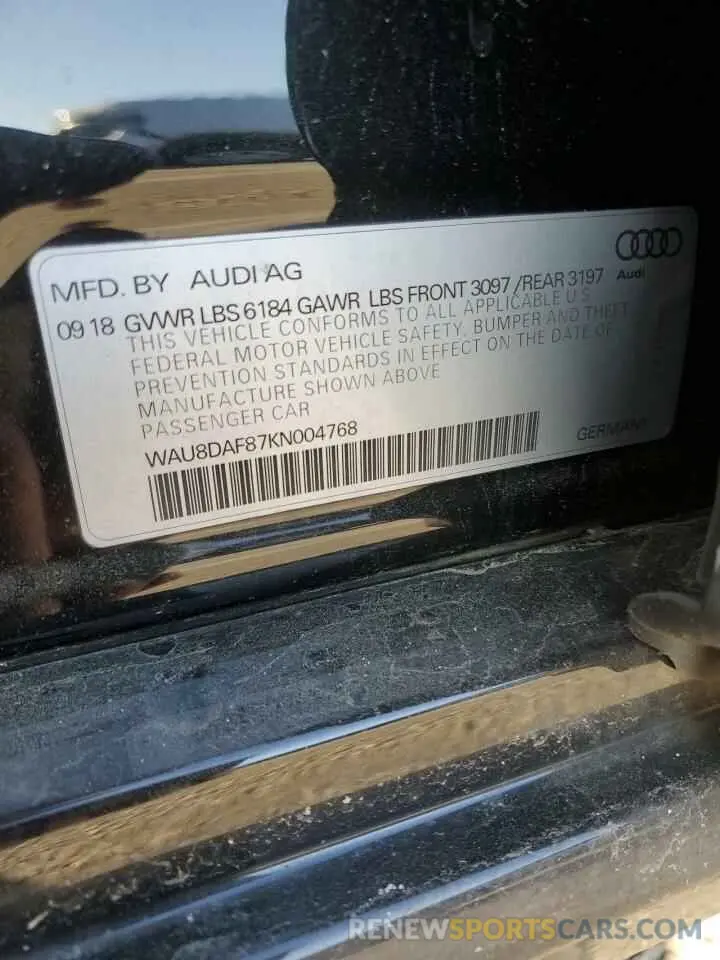 MFD. BY AUDI AG
Audi
09 18 GVWR LBS 6184 GAWR LBS FRONT 3097 /REAR 3197
THIS VEHICLE CONFORMS TO ALL APPLICABLE U S
FEDERAL MOTOR VEHICLE SAFETY, BUMPER AND THEFT
PREVENTION STANDARDS IN EFFECT ON THE DATE OF
MANUFACTURE SHOWN ABOVE
PASSENGER CAR
WAU8DAF87KN004768
GERMANY
RENEWSPORTSCARS.COM